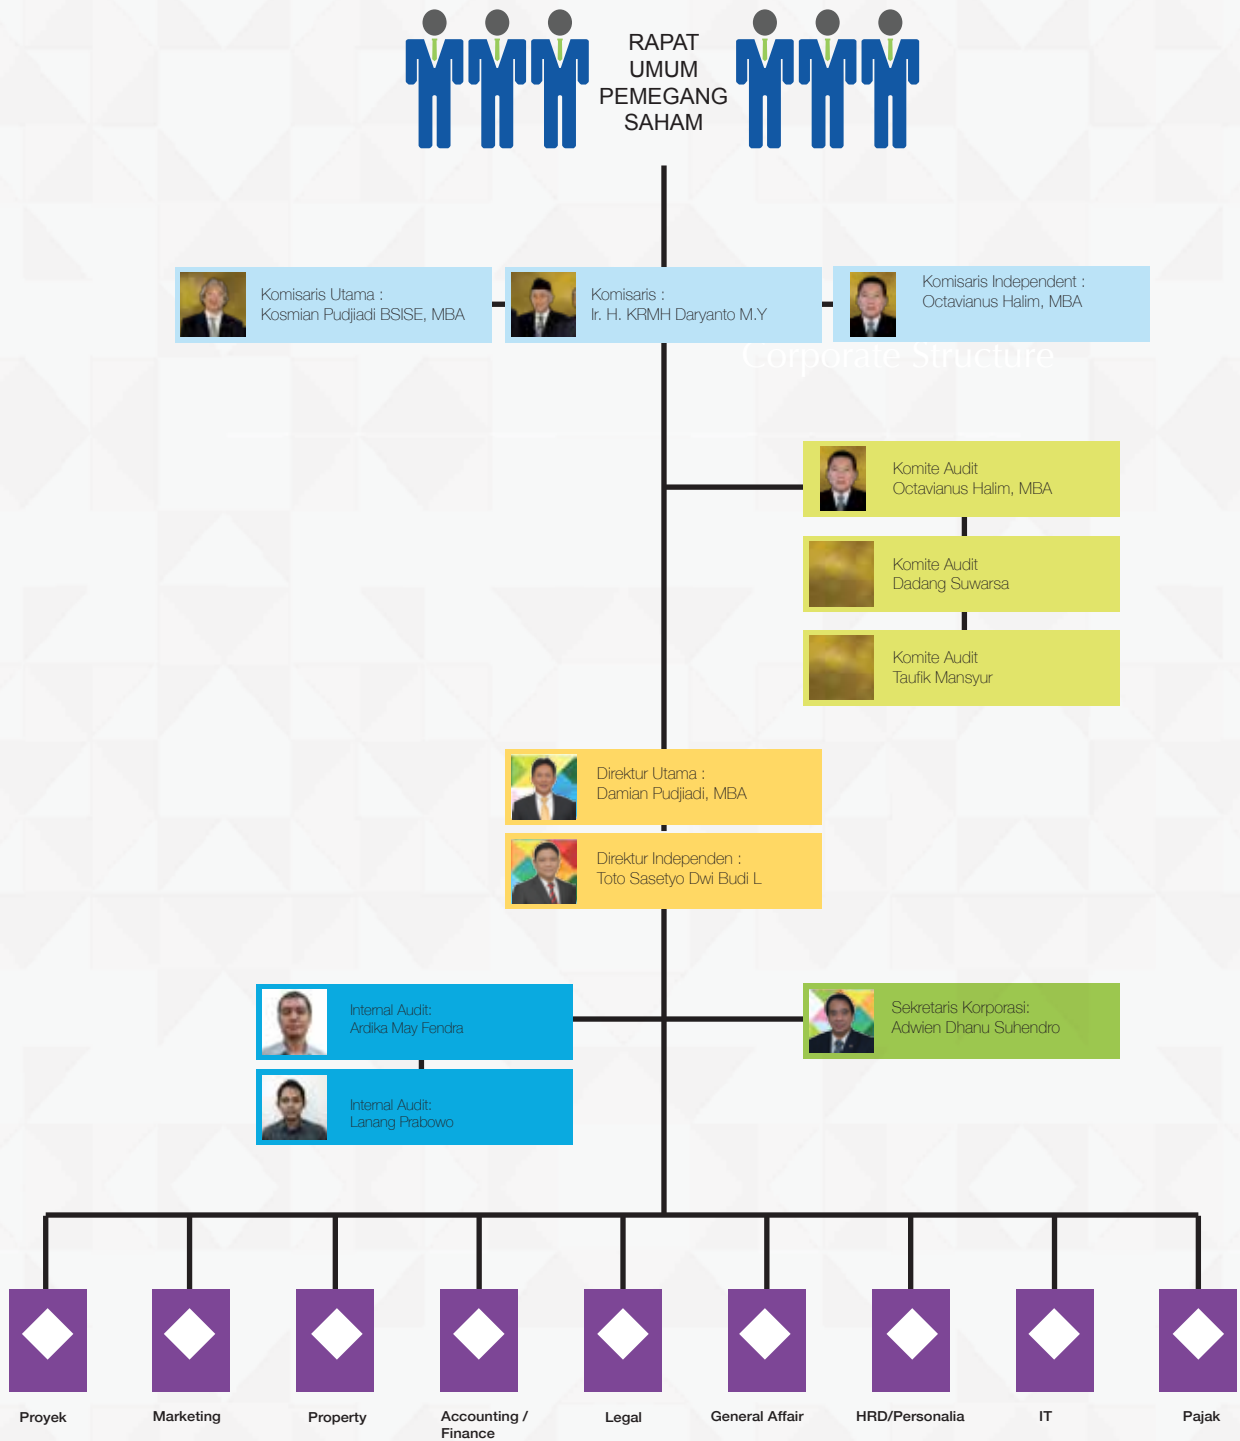 RAPAT
UMUM
PEMEGANG
SAHAM
Komisaris Utama :
Kosmian Pudjiadi BSISE, MBA
Komisaris :
Ir. H. KRMH Daryanto M.Y
Komisaris Independent :
Octavianus Halim, MBA
Corporate Structure
Komite Audit
Octavianus Halim, MBA
Komite Audit
Dadang Suwarsa
Komite Audit
Taufik Mansyur
Direktur Utama :
Damian Pudjiadi, MBA
Direktur Independen :
Toto Sasetyo Dwi Budi L
Internal Audit:
Ardika May Fendra
Sekretaris Korporasi:
Adwien Dhanu Suhendro
Internal Audit:
Lanang Prabowo
Proyek
Marketing
Property
Accounting /
Finance
Legal
General Affair
HRD/Personalia
IT
Pajak